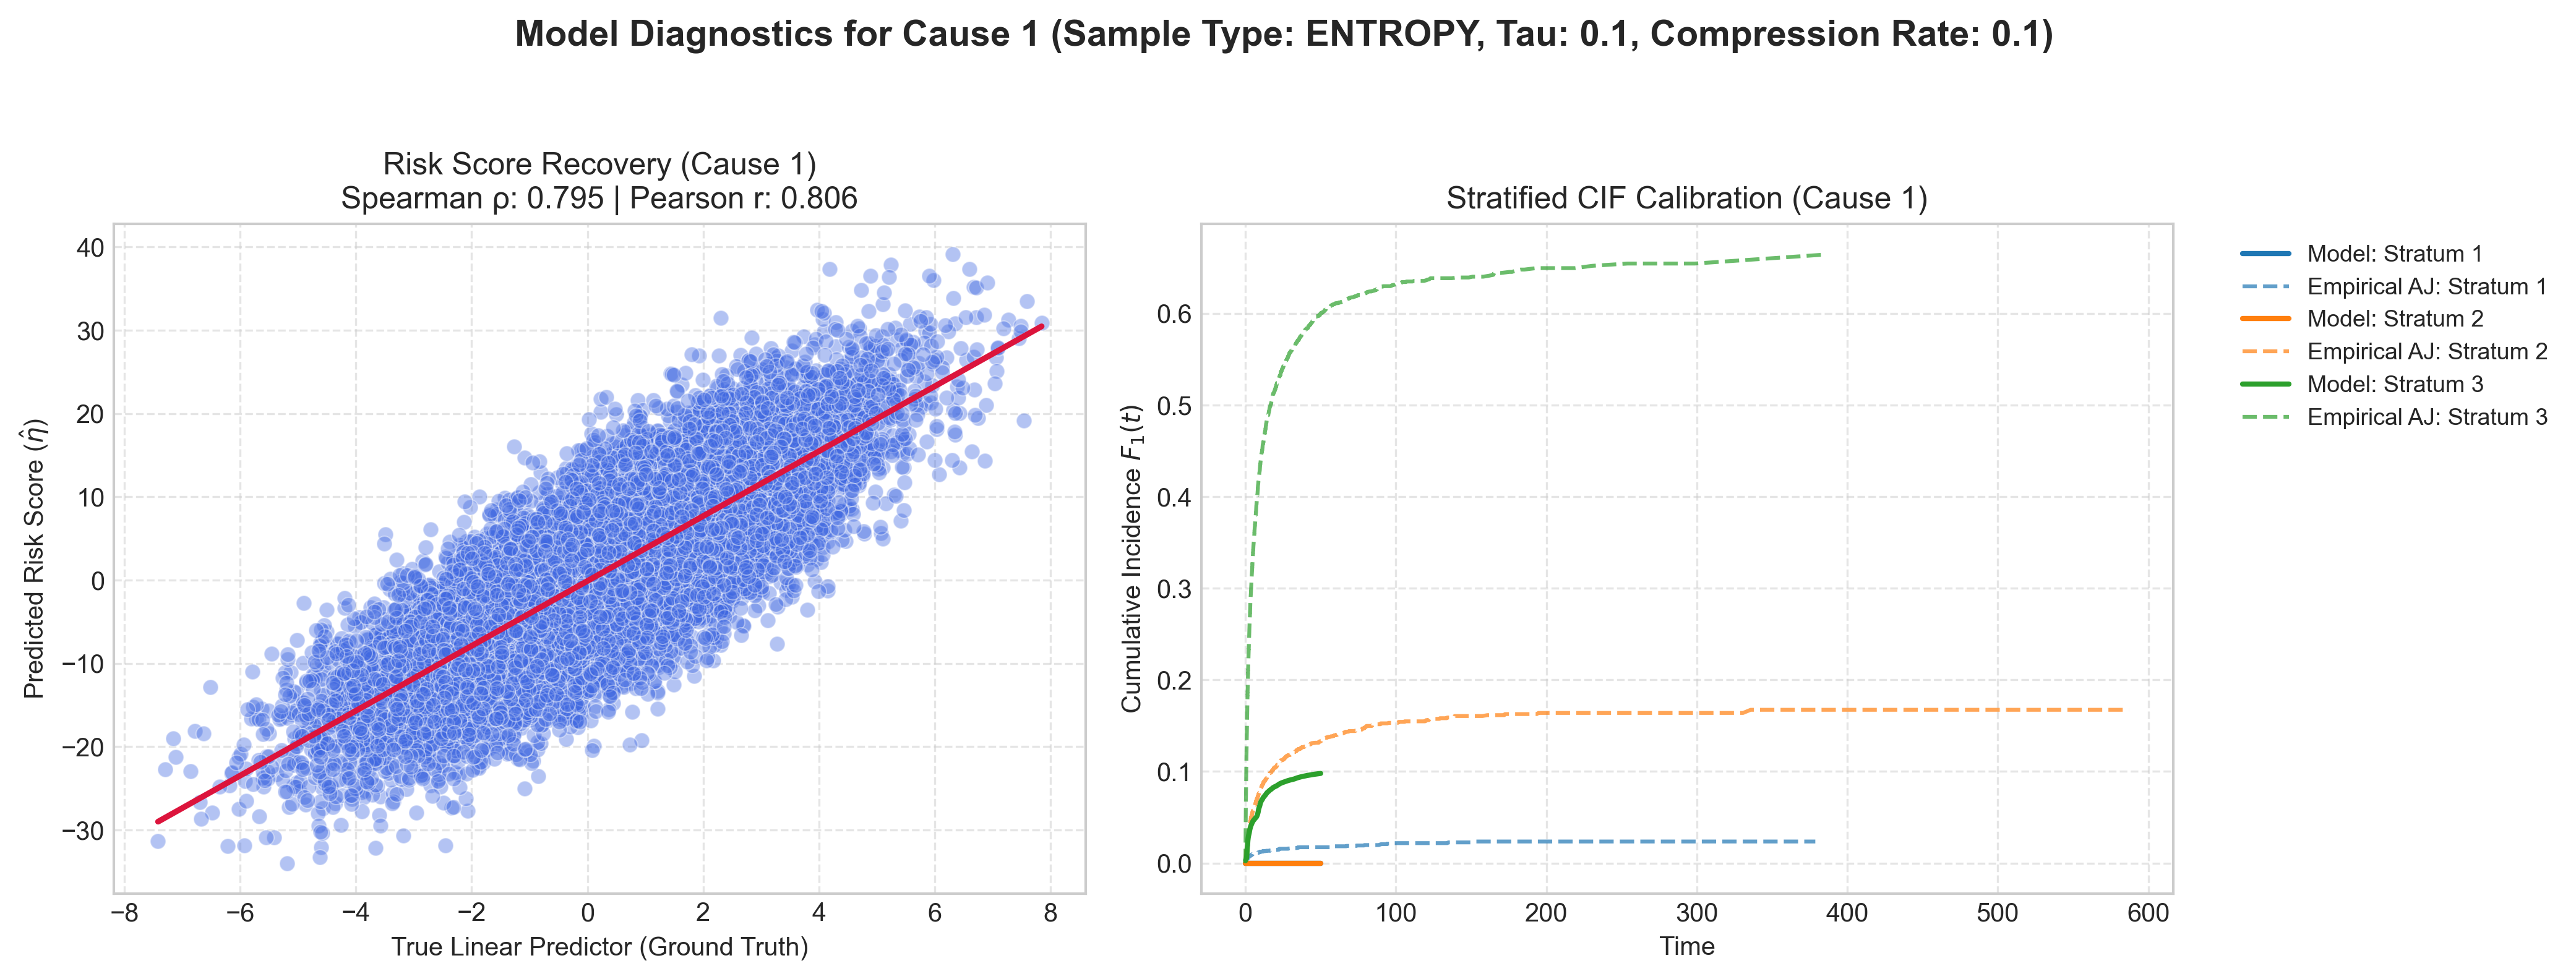 Model Diagnostics for Cause 1 (Sample Type: ENTROPY, Tau: 0.1, Compression Rate: 0.1)
Risk Score Recovery (Cause 1)
Spearman ρ: 0.795 | Pearson r: 0.806
40
30
20
10
0
−10
−20
−30
Predicted Risk Score (η̂)
−8 −6 −4 −2 0 2 4 6 8
True Linear Predictor (Ground Truth)
Stratified CIF Calibration (Cause 1)
0.6
0.5
0.4
0.3
0.2
0.1
0.0
Cumulative Incidence F₁(t)
0 100 200 300 400 500 600
Time
Model: Stratum 1
Empirical AJ: Stratum 1
Model: Stratum 2
Empirical AJ: Stratum 2
Model: Stratum 3
Empirical AJ: Stratum 3